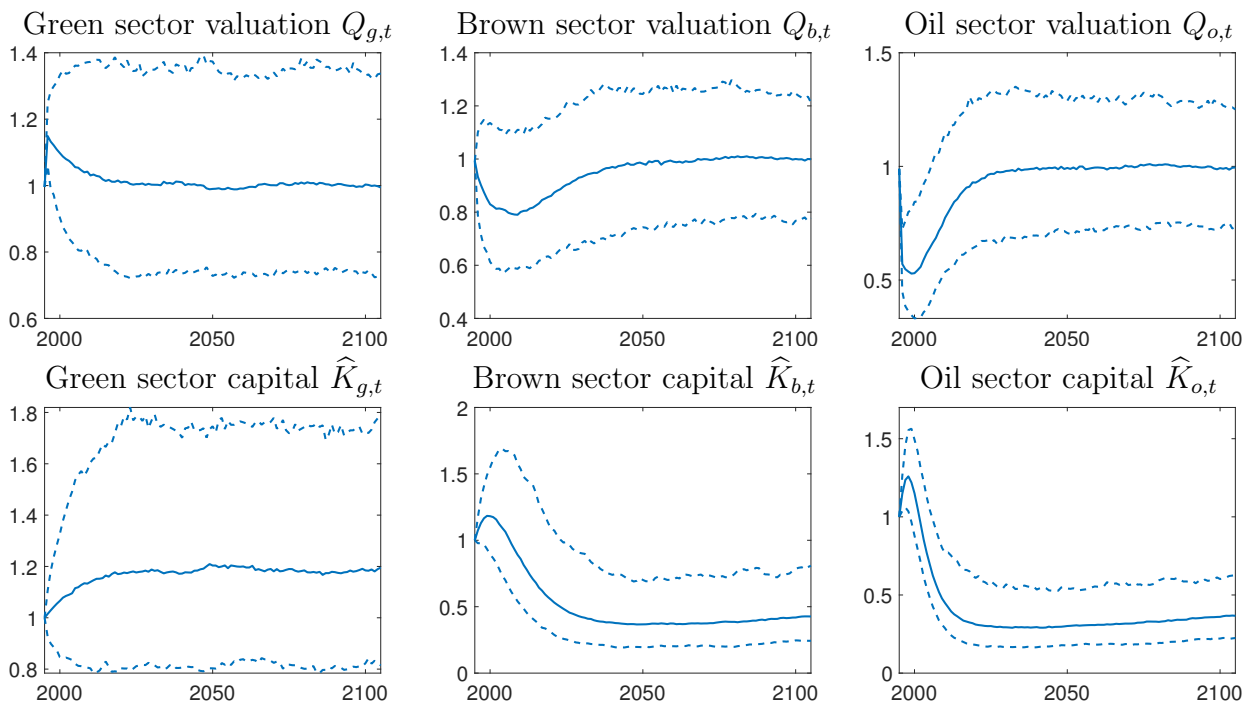 Green sector valuation Q_{g,t}
1.4
1.2
1
0.8
0.6
2000 2050 2100
Brown sector valuation Q_{b,t}
1.4
1.2
1
0.8
0.6
0.4
2000 2050 2100
Oil sector valuation Q_{o,t}
1.5
1
0.5
2000 2050 2100
Green sector capital K̂_{g,t}
1.8
1.6
1.4
1.2
1
0.8
2000 2050 2100
Brown sector capital K̂_{b,t}
2
1.5
1
0.5
0
2000 2050 2100
Oil sector capital K̂_{o,t}
1.5
1
0.5
0
2000 2050 2100